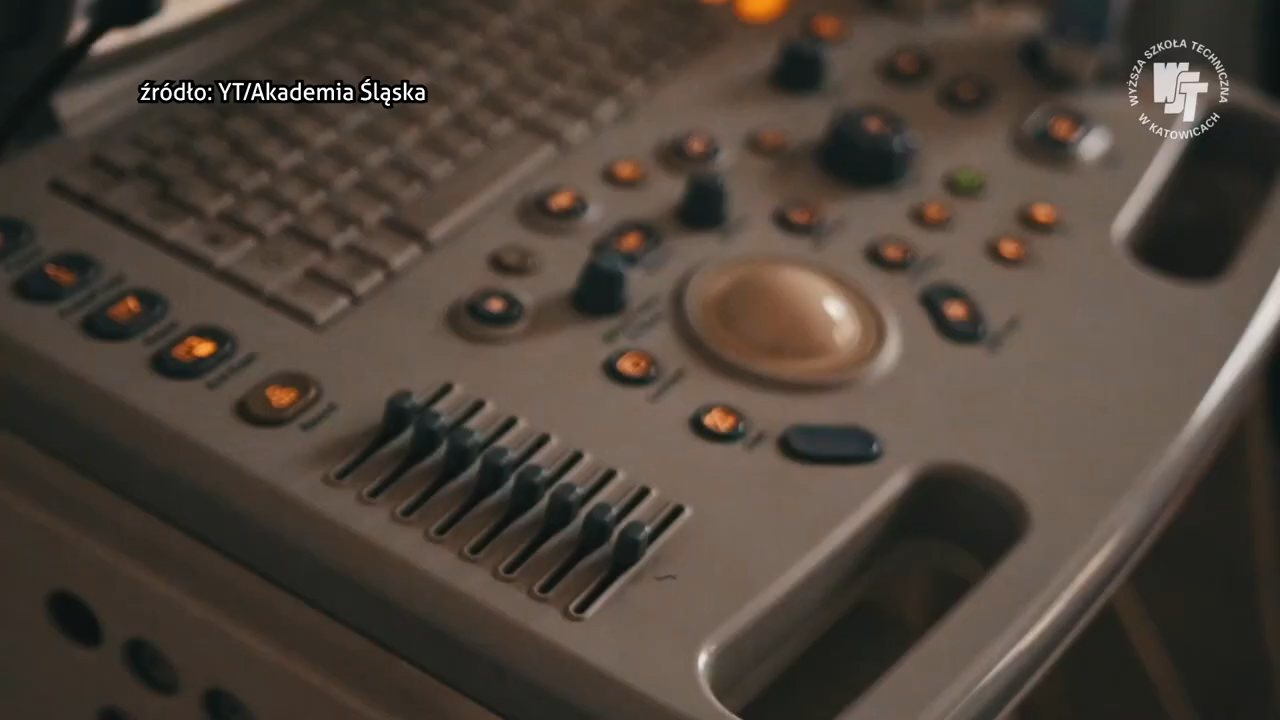 źródło: YT/Akademia Śląska
WYŻSZA SZKOŁA TECHNICZNA
WST
W KATOWICACH